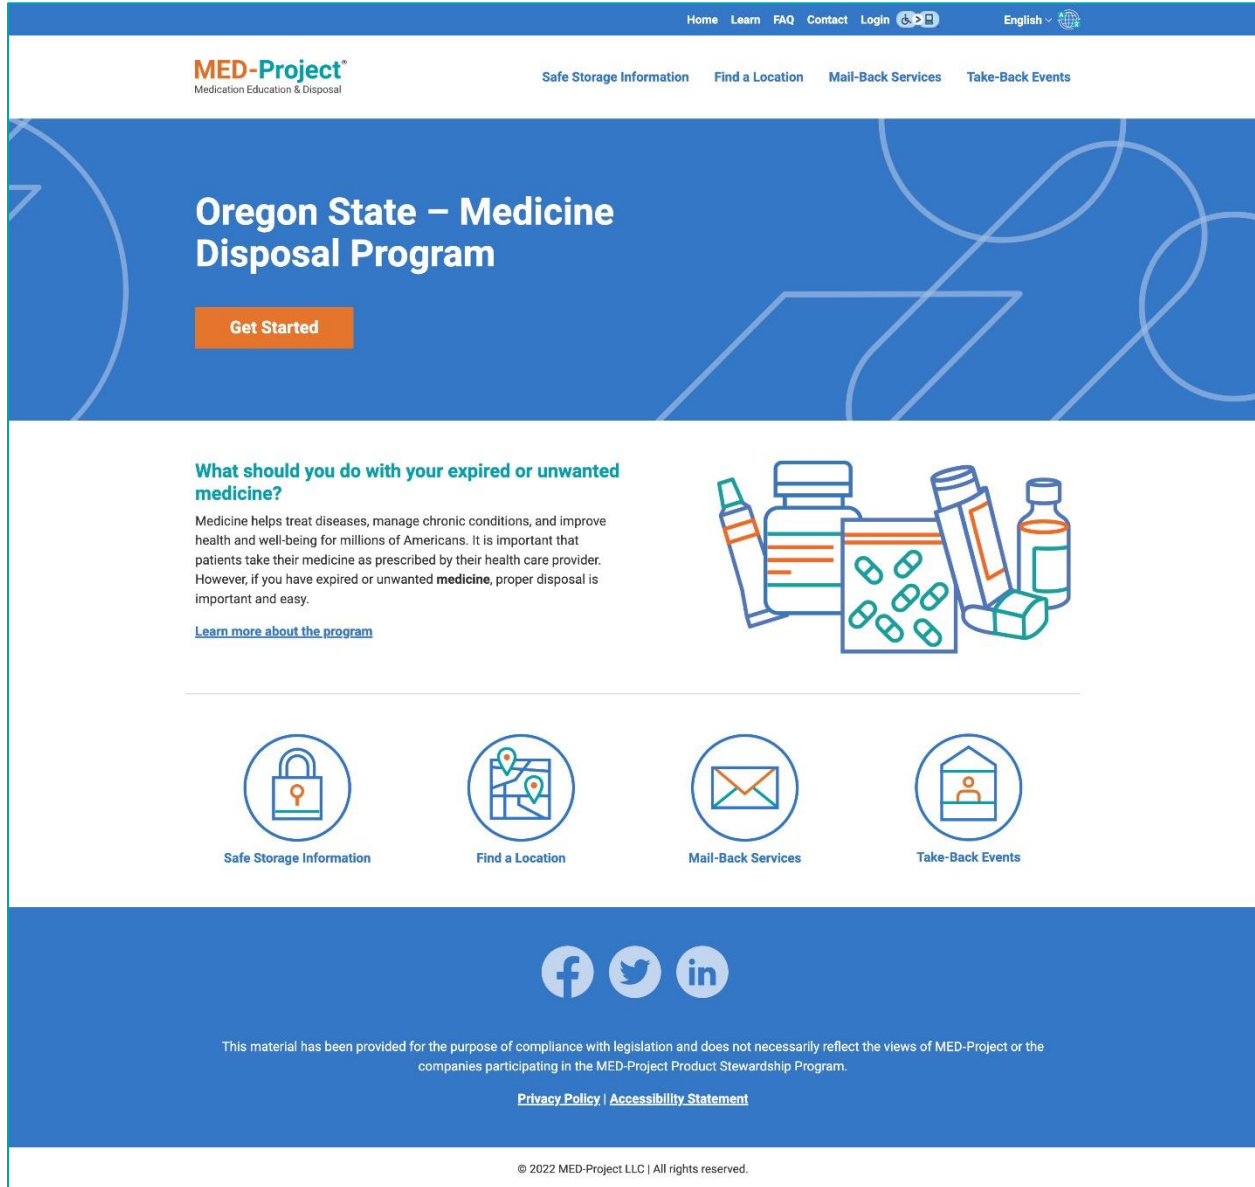 Home Learn FAQ Contact Login English
MED-Project®
Medication Education & Disposal
Safe Storage Information Find a Location Mail-Back Services Take-Back Events
Oregon State – Medicine
Disposal Program
Get Started
What should you do with your expired or unwanted
medicine?
Medicine helps treat diseases, manage chronic conditions, and improve
health and well-being for millions of Americans. It is important that
patients take their medicine as prescribed by their health care provider.
However, if you have expired or unwanted medicine, proper disposal is
important and easy.
Learn more about the program
Safe Storage Information Find a Location Mail-Back Services Take-Back Events
f in
This material has been provided for the purpose of compliance with legislation and does not necessarily reflect the views of MED-Project or the
companies participating in the MED-Project Product Stewardship Program.
Privacy Policy | Accessibility Statement
© 2022 MED-Project LLC | All rights reserved.